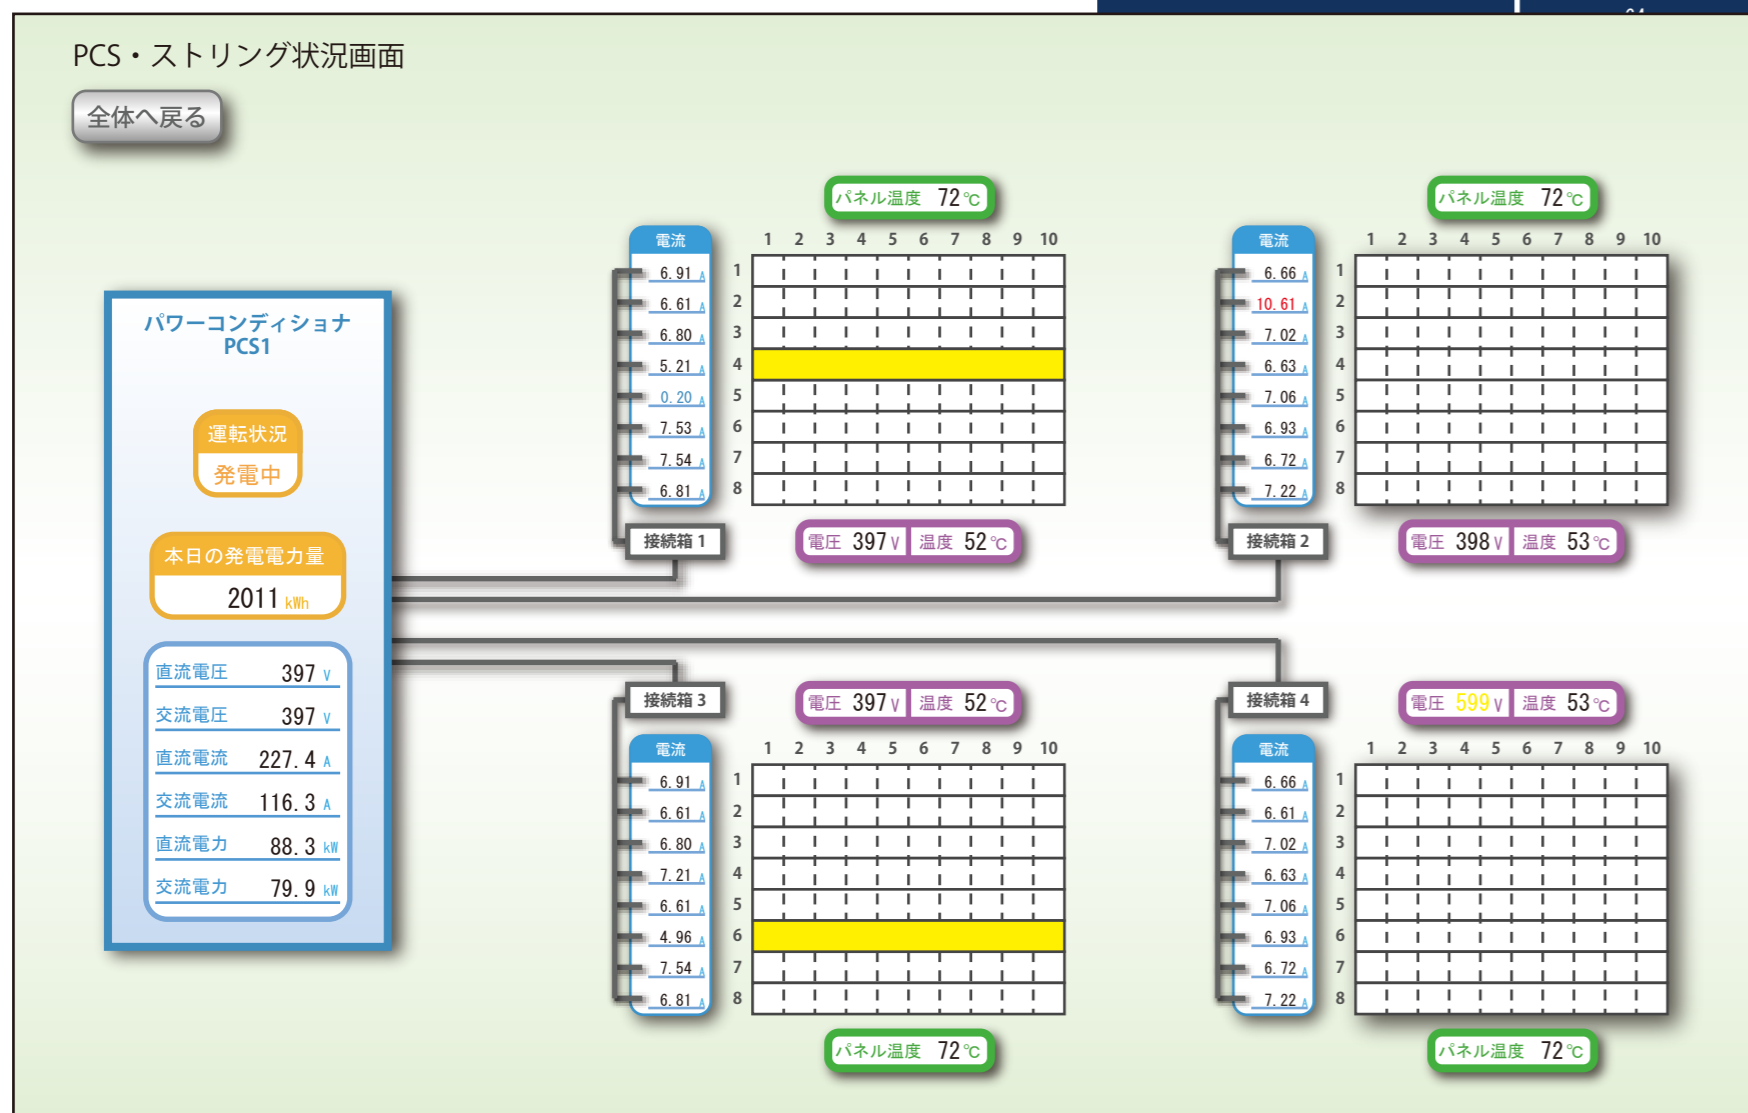 PCS・ストリング状況画面
全体へ戻る
パワーコンディショナ
PCS1
運転状況
発電中
本日の発電電力量
2011 kWh
直流電圧 397 V
交流電圧 397 V
直流電流 227.4 A
交流電流 116.3 A
直流電力 88.3 kW
交流電力 79.9 kW
パネル温度 72℃
電流
1 2 3 4 5 6 7 8 9 10
6.91 A 1
6.61 A 2
6.80 A 3
5.21 A 4
0.20 A 5
7.53 A 6
7.54 A 7
6.81 A 8
接続箱 1
電圧 397 V 温度 52℃
パネル温度 72℃
電流
1 2 3 4 5 6 7 8 9 10
6.66 A 1
10.61 A 2
7.02 A 3
6.63 A 4
7.06 A 5
6.93 A 6
6.72 A 7
7.22 A 8
接続箱 2
電圧 398 V 温度 53℃
接続箱 3
電圧 397 V 温度 52℃
電流
1 2 3 4 5 6 7 8 9 10
6.91 A 1
6.61 A 2
6.80 A 3
7.21 A 4
6.61 A 5
4.96 A 6
7.54 A 7
6.81 A 8
パネル温度 72℃
接続箱 4
電圧 599 V 温度 53℃
電流
1 2 3 4 5 6 7 8 9 10
6.66 A 1
6.61 A 2
7.02 A 3
6.63 A 4
7.06 A 5
6.93 A 6
6.72 A 7
7.22 A 8
パネル温度 72℃